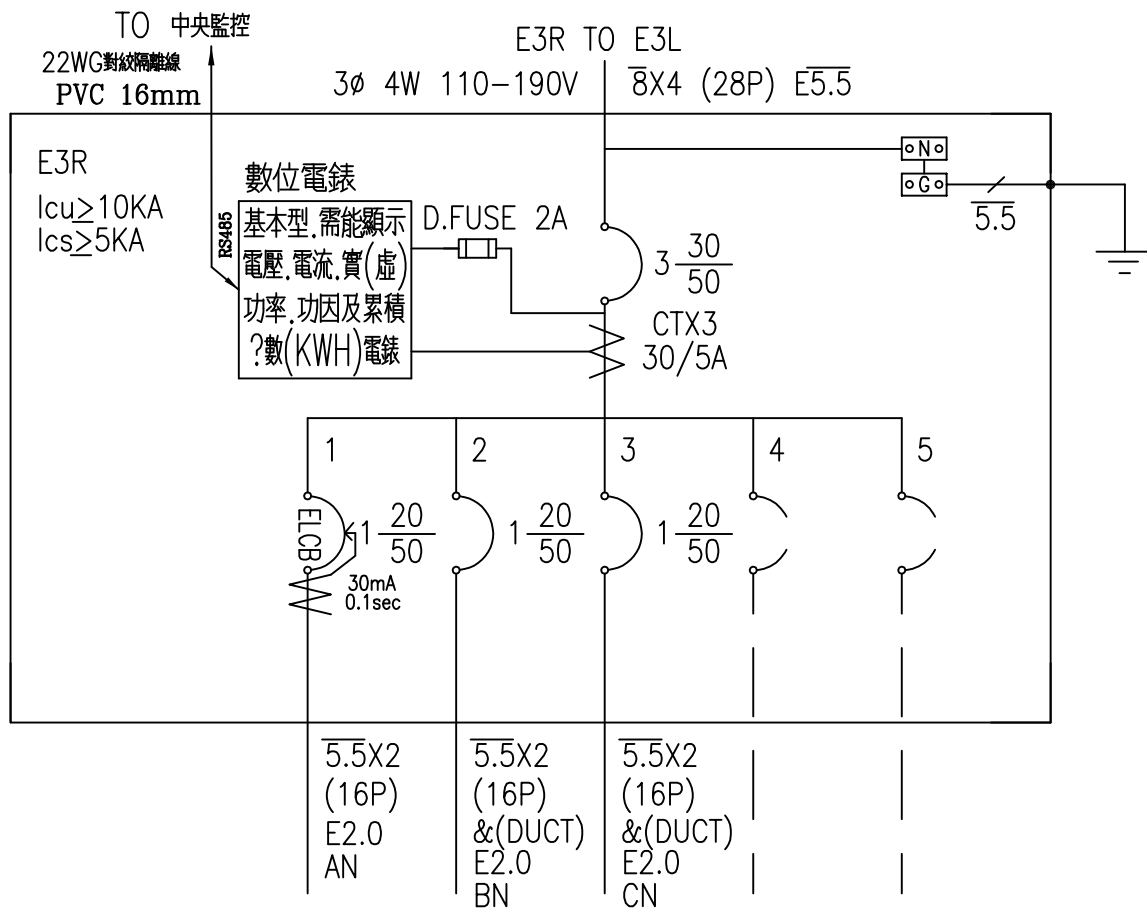 TO 中央監控
22WG對絞隔離線
PVC 16mm
E3R TO E3L
3ø 4W 110-190V
8X4 (28P) E5.5
E3R
Icu≥10KA
Ics≥5KA
RS485
數位電錶
基本型.需能顯示
電壓.電流.實(虛)
功率.功因及累積
?數(KWH)電錶
D.FUSE 2A
N
G
5.5
3 30
50
CTX3
30/5A
1
2
3
4
5
ELCB
1 20
50
1 20
50
1 20
50
30mA
0.1sec
5.5X2
(16P)
E2.0
AN
5.5X2
(16P)
&(DUCT)
E2.0
BN
5.5X2
(16P)
&(DUCT)
E2.0
CN